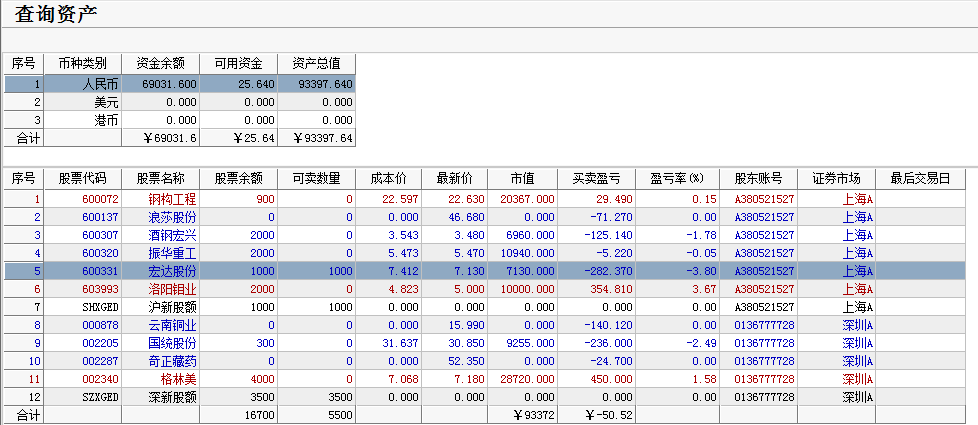 查询资产
序号 币种类别 资金余额 可用资金 资产总值
1 人民币 69031.600 25.640 93397.640
2 美元 0.000 0.000 0.000
3 港币 0.000 0.000 0.000
合计 ￥69031.6 ￥25.64 ￥93397.64
序号 股票代码 股票名称 股票余额 可卖数量 成本价 最新价 市值 买卖盈亏 盈亏率(%) 股东账号 证券市场 最后交易日
1 600072 钢构工程 900 0 22.597 22.630 20367.000 29.490 0.15 A380521527 上海A
2 600137 浪莎股份 0 0 0.000 46.680 0.000 -71.270 0.00 A380521527 上海A
3 600307 酒钢宏兴 2000 0 3.543 3.480 6960.000 -125.140 -1.78 A380521527 上海A
4 600320 振华重工 2000 0 5.473 5.470 10940.000 -5.220 -0.05 A380521527 上海A
5 600331 宏达股份 1000 1000 7.412 7.130 7130.000 -282.370 -3.80 A380521527 上海A
6 603993 洛阳钼业 2000 0 4.823 5.000 10000.000 354.810 3.67 A380521527 上海A
7 SHXGED 沪新股额 1000 1000 0.000 0.000 0.000 0.000 0.00 A380521527 上海A
8 000878 云南铜业 0 0 0.000 15.990 0.000 -140.120 0.00 0136777728 深圳A
9 002205 国统股份 300 0 31.637 30.850 9255.000 -236.000 -2.49 0136777728 深圳A
10 002287 奇正藏药 0 0 0.000 52.350 0.000 -24.700 0.00 0136777728 深圳A
11 002340 格林美 4000 0 7.068 7.180 28720.000 450.000 1.58 0136777728 深圳A
12 SZXGED 深新股额 3500 3500 0.000 0.000 0.000 0.000 0.00 0136777728 深圳A
合计 16700 5500 ￥93372 ￥-50.52